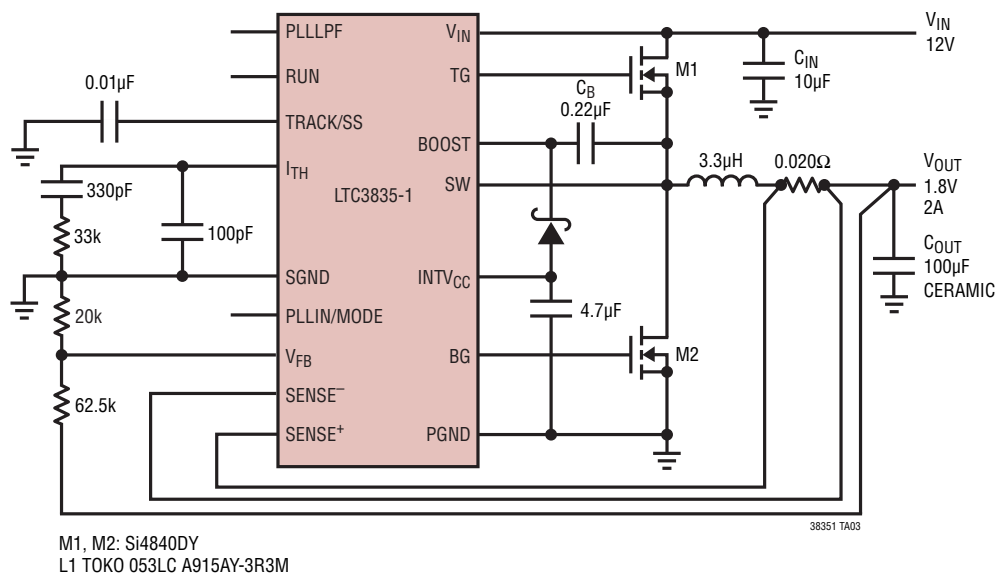 PLLLPF
RUN
0.01µF
TRACK/SS
ITH
330pF
33k
100pF
SGND
20k
PLLIN/MODE
VFB
62.5k
SENSE–
SENSE+
LTC3835-1
VIN
TG
BOOST
SW
INTVCC
BG
PGND
M1
CB
0.22µF
4.7µF
M2
VIN
12V
CIN
10µF
3.3µH
0.020Ω
VOUT
1.8V
2A
COUT
100µF
CERAMIC
38351 TA03
M1, M2: Si4840DY
L1 TOKO 053LC A915AY-3R3M